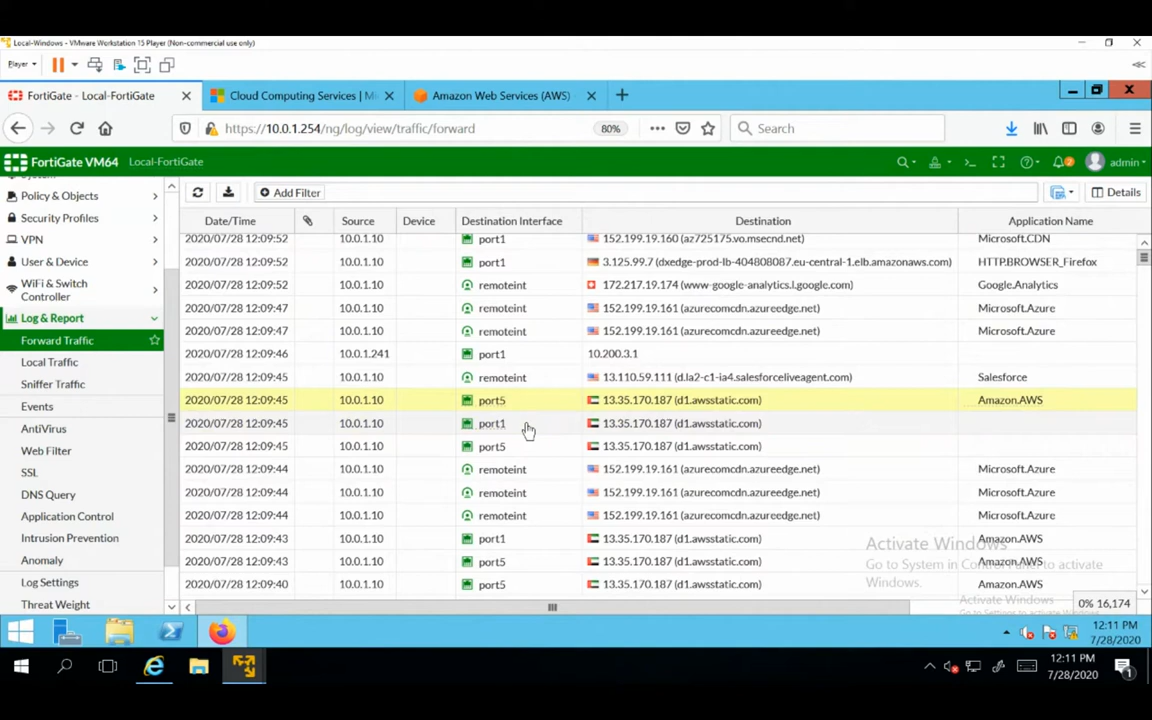 Local-Windows - VMware Workstation 15 Player (Non-commercial use only)
Player
FortiGate - Local-FortiGate
Cloud Computing Services | M
Amazon Web Services (AWS)
https://10.0.1.254/ng/log/view/traffic/forward
80%
Search
FortiGate VM64 Local-FortiGate
2
admin
Policy & Objects
Security Profiles
VPN
User & Device
WiFi & Switch
Controller
Log & Report
Forward Traffic
Local Traffic
Sniffer Traffic
Events
AntiVirus
Web Filter
SSL
DNS Query
Application Control
Intrusion Prevention
Anomaly
Log Settings
Threat Weight
Add Filter
Details
Date/Time Source Device Destination Interface Destination Application Name
2020/07/28 12:09:52 10.0.1.10 port1 152.199.19.160 (az725175.vo.msecnd.net) Microsoft.CDN
2020/07/28 12:09:52 10.0.1.10 port1 3.125.99.7 (dxedge-prod-lb-404808087.eu-central-1.elb.amazonaws.com) HTTP.BROWSER_Firefox
2020/07/28 12:09:52 10.0.1.10 remoteint 172.217.19.174 (www-google-analytics.l.google.com) Google.Analytics
2020/07/28 12:09:47 10.0.1.10 remoteint 152.199.19.161 (azurecomcdn.azureedge.net) Microsoft.Azure
2020/07/28 12:09:47 10.0.1.10 remoteint 152.199.19.161 (azurecomcdn.azureedge.net) Microsoft.Azure
2020/07/28 12:09:46 10.0.1.241 port1 10.200.3.1
2020/07/28 12:09:45 10.0.1.10 remoteint 13.110.59.111 (d.la2-c1-ia4.salesforceliveagent.com) Salesforce
2020/07/28 12:09:45 10.0.1.10 port5 13.35.170.187 (d1.awsstatic.com) Amazon.AWS
2020/07/28 12:09:45 10.0.1.10 port1 13.35.170.187 (d1.awsstatic.com)
2020/07/28 12:09:45 10.0.1.10 port5 13.35.170.187 (d1.awsstatic.com)
2020/07/28 12:09:44 10.0.1.10 remoteint 152.199.19.161 (azurecomcdn.azureedge.net) Microsoft.Azure
2020/07/28 12:09:44 10.0.1.10 remoteint 152.199.19.161 (azurecomcdn.azureedge.net) Microsoft.Azure
2020/07/28 12:09:44 10.0.1.10 remoteint 152.199.19.161 (azurecomcdn.azureedge.net) Microsoft.Azure
2020/07/28 12:09:43 10.0.1.10 port1 13.35.170.187 (d1.awsstatic.com) Amazon.AWS
2020/07/28 12:09:43 10.0.1.10 port5 13.35.170.187 (d1.awsstatic.com) Amazon.AWS
2020/07/28 12:09:40 10.0.1.10 port5 13.35.170.187 (d1.awsstatic.com) Amazon.AWS
Activate Windows
Go to System in Control Panel to activate
Windows.
Activate Windows
Go to Settings to activate Windows.
0% 16,174
12:11 PM
7/28/2020
12:11 PM
7/28/2020
1